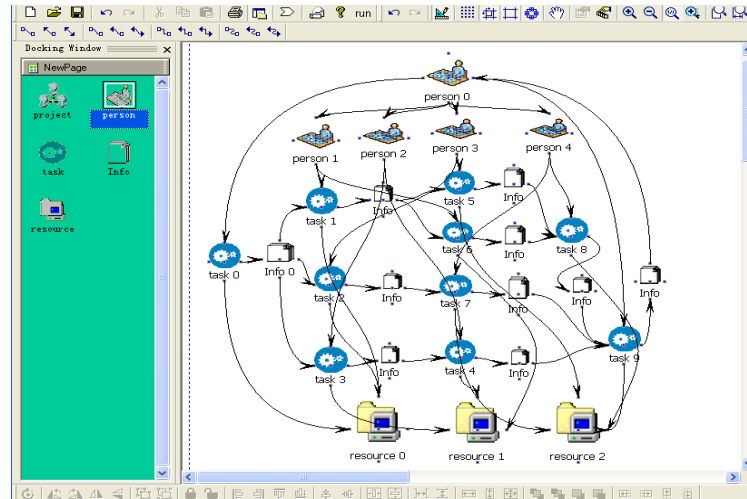 run
Docking Window
NewPage
project person
task Info
resource
person 0
person 1 person 2 person 3 person 4
task 1 Info task 5 Info
task 0 Info 0 task 6 Info task 8
task 2 Info task 7 Info Info Info
task 3 Info task 4 Info task 9
resource 0 resource 1 resource 2